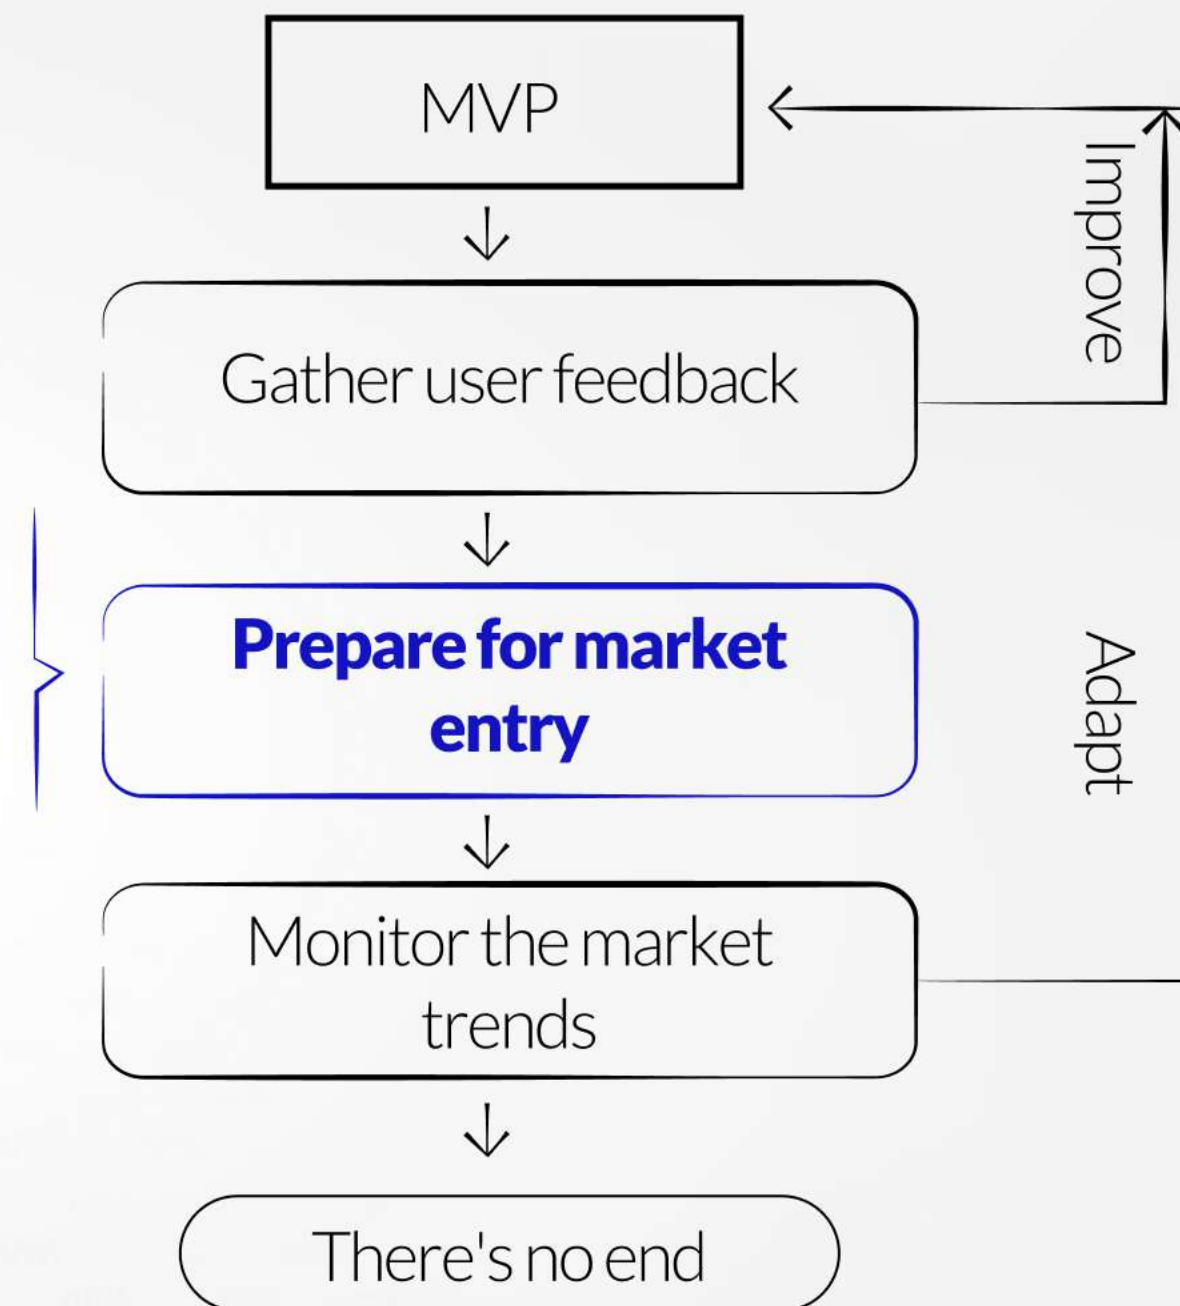 MVP
Improve
Gather user feedback
Prepare for market
entry
Adapt
Monitor the market
trends
There's no end